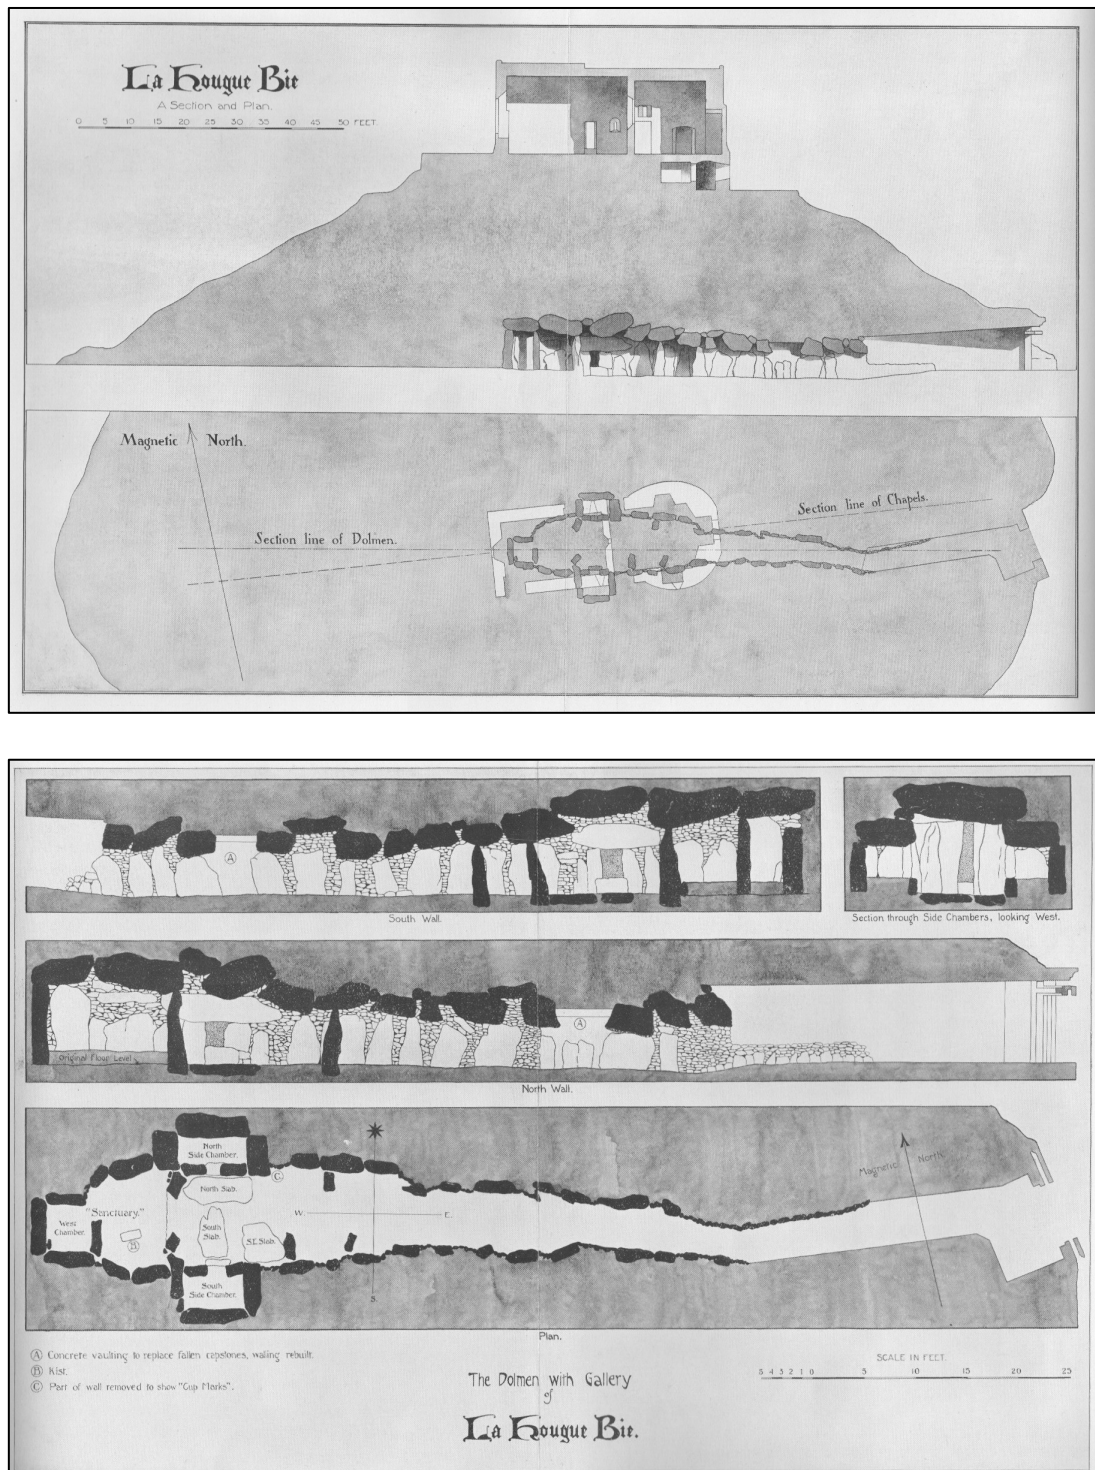 La Hougue Bie
A Section and Plan.
0 5 10 15 20 25 30 35 40 45 50 FEET.
Magnetic North.
Section line of Dolmen.
Section line of Chapels.
A
South Wall.
Section through Side Chambers, looking West.
A
Original Floor Level
North Wall.
North
Side Chamber.
C
North Slab.
Magnetic North.
"Sanctuary."
West
Chamber.
South
Slab.
W. E.
B
S.E. Slab.
South
Side Chamber.
S.
Plan.
A Concrete vaulting to replace fallen capstones, walling rebuilt.
B Kist.
C Part of wall removed to show "Cup Marks".
SCALE IN FEET.
5 4 3 2 1 0 5 10 15 20 25
The Dolmen with Gallery
of
La Hougue Bie.